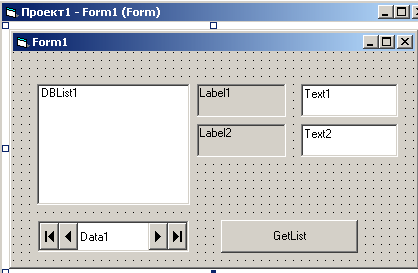 Проект1 - Form1 (Form)
Form1
DBList1
Label1
Text1
Label2
Text2
Data1
GetList